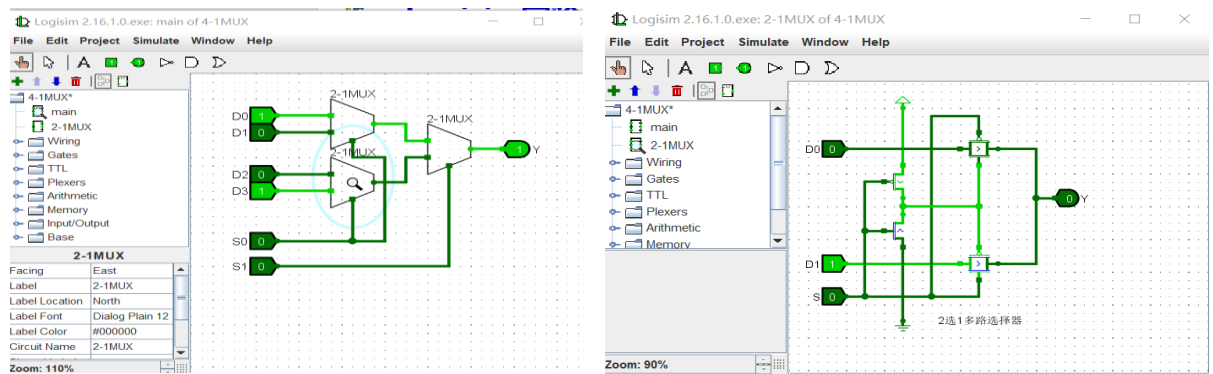 Logisim 2.16.1.0.exe: main of 4-1MUX
File Edit Project Simulate Window Help
4-1MUX*
main
2-1MUX
Wiring
Gates
TTL
Plexers
Arithmetic
Memory
Input/Output
Base
2-1MUX
Facing East
Label 2-1MUX
Label Location North
Label Font Dialog Plain 12
Label Color #000000
Circuit Name 2-1MUX
Zoom: 110%
2-1MUX
D0 1
D1 0
2-1MUX
2-1MUX
1 Y
D2 0
D3 1
S0 0
S1 0
Logisim 2.16.1.0.exe: 2-1MUX of 4-1MUX
File Edit Project Simulate Window Help
4-1MUX*
main
2-1MUX
Wiring
Gates
TTL
Plexers
Arithmetic
Memory
Zoom: 90%
D0 0
0 Y
D1 1
S 0
2选1多路选择器